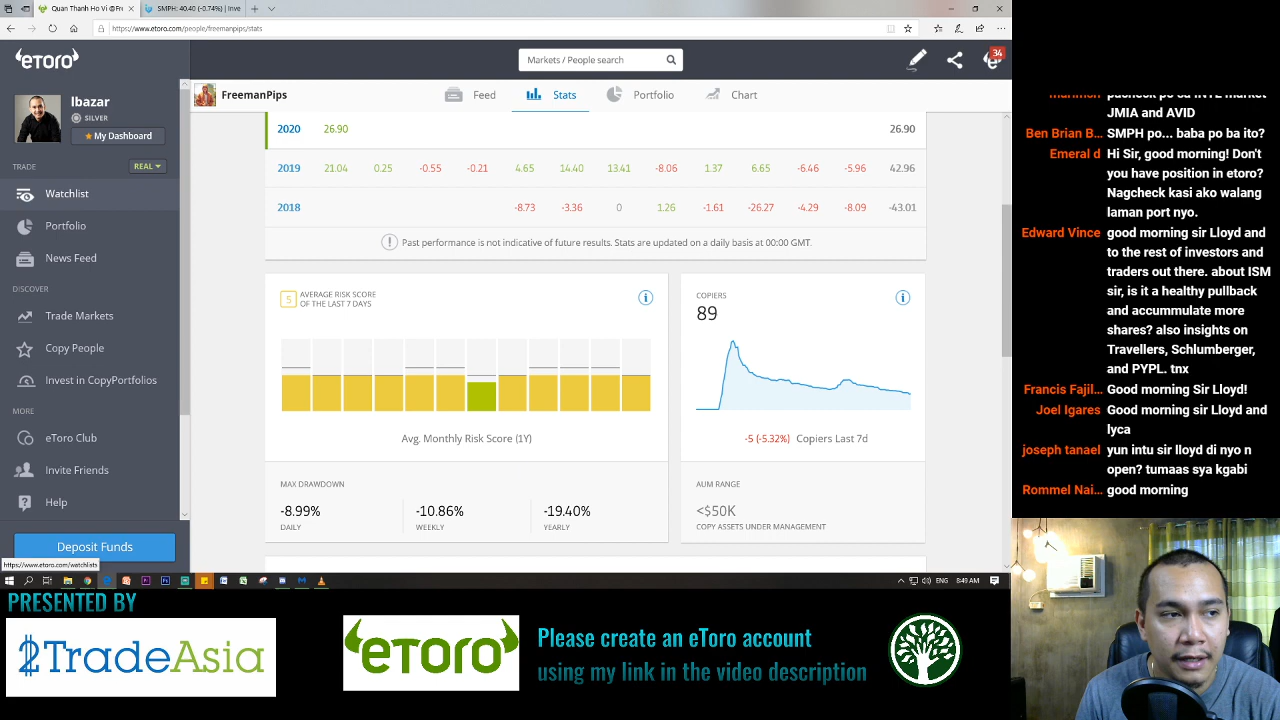 Quan Thanh Ho Vi @Fr
SMPH: 40.40 (-0.74%) | Inve
https://www.etoro.com/people/freemanpips/stats
eToro
Markets / People search
34
lbazar
SILVER
My Dashboard
FreemanPips
Feed
Stats
Portfolio
Chart
TRADE
REAL
Watchlist
Portfolio
News Feed
DISCOVER
Trade Markets
Copy People
Invest in CopyPortfolios
MORE
eToro Club
Invite Friends
Help
Deposit Funds
https://www.etoro.com/watchlists
2020 26.90 26.90
2019 21.04 0.25 -0.55 -0.21 4.65 14.40 13.41 -8.06 1.37 6.65 -6.46 -5.96 42.96
2018 -8.73 -3.36 0 1.26 -1.61 -26.27 -4.29 -8.09 -43.01
Past performance is not indicative of future results. Stats are updated on a daily basis at 00:00 GMT.
5
AVERAGE RISK SCORE
OF THE LAST 7 DAYS
Avg. Monthly Risk Score (1Y)
MAX DRAWDOWN
-8.99% -10.86% -19.40%
DAILY WEEKLY YEARLY
COPIERS
89
-5 (-5.32%) Copiers Last 7d
AUM RANGE
<$50K
COPY ASSETS UNDER MANAGEMENT
ENG 8:49 AM
JMIA and AVID
Ben Brian B... SMPH po... baba po ba ito?
Emeral d Hi Sir, good morning! Don't
you have position in etoro?
Nagcheck kasi ako walang
laman port nyo.
Edward Vince good morning sir Lloyd and
to the rest of investors and
traders out there. about ISM
sir, is it a healthy pullback
and accummulate more
shares? also insights on
Travellers, Schlumberger,
and PYPL. tnx
Francis Fajil... Good morning Sir Lloyd!
Joel Igares Good morning sir Lloyd and
lyca
joseph tanael yun intu sir lloyd di nyo n
open? tumaas sya kgabi
Rommel Nai... good morning
PRESENTED BY
2TradeAsia
eToro
Please create an eToro account
using my link in the video description